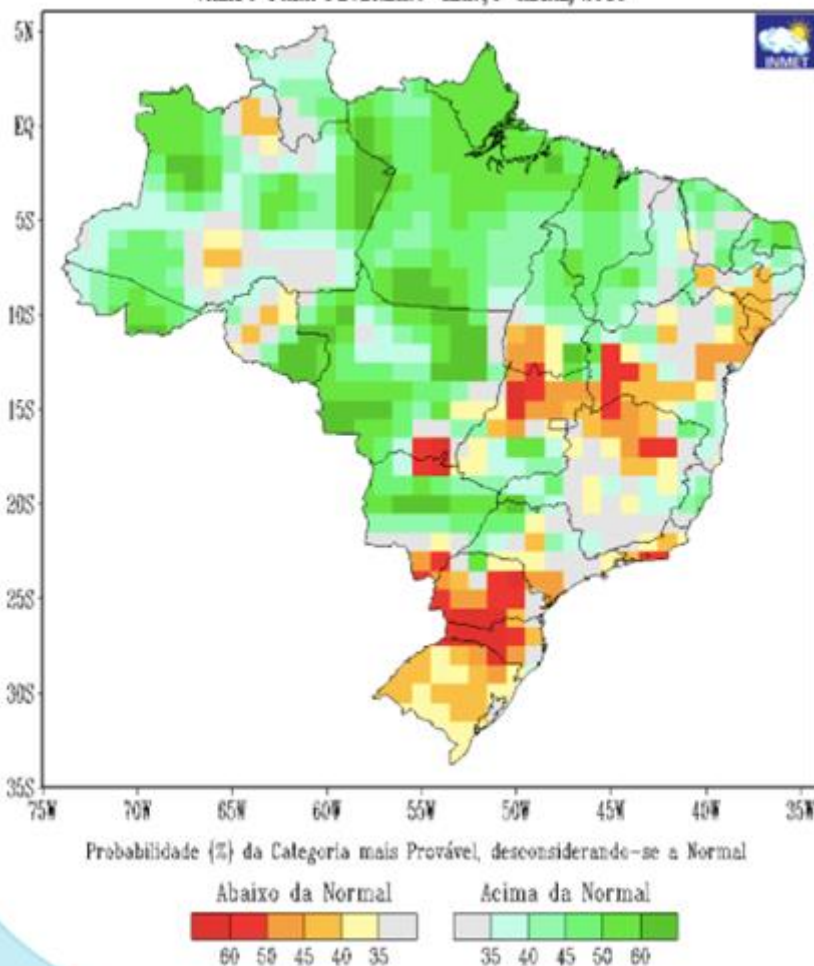 INMET
5N
EQ
5S
10S
15S
20S
25S
30S
35S
75W 70W 65W 60W 55W 50W 45W 40W 35W
Probabilidade (%) da Categoria mais Provável, desconsiderando-se a Normal
Abaixo da Normal Acima da Normal
60 50 45 40 35 35 40 45 50 60